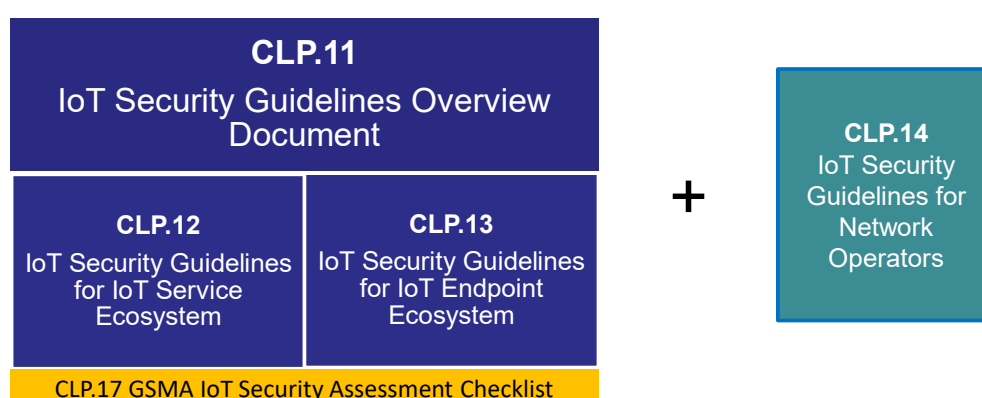 CLP.11
IoT Security Guidelines Overview
Document
CLP.12
IoT Security Guidelines
for IoT Service
Ecosystem
CLP.13
IoT Security Guidelines
for IoT Endpoint
Ecosystem
CLP.17 GSMA IoT Security Assessment Checklist
+
CLP.14
IoT Security
Guidelines for
Network
Operators